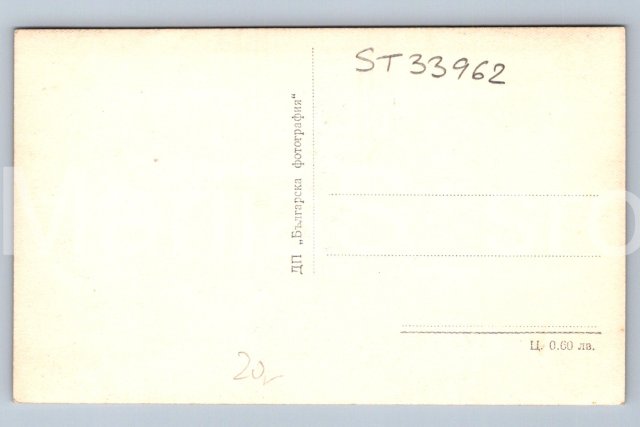 ST33962
ДП „Българска фотография“
Ц. 0.60 лв.
20,-